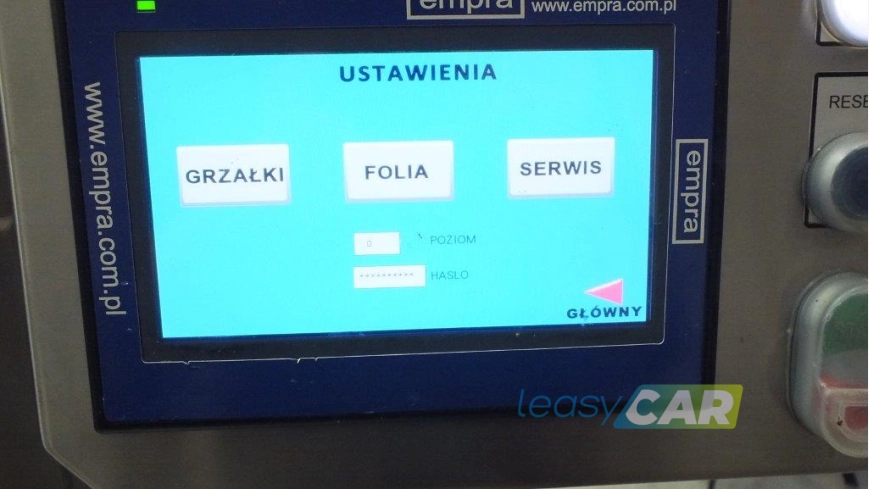 empra
www.empra.com.pl
USTAWIENIA
www.empra.com.pl
GRZAŁKI
FOLIA
SERWIS
empra
0
POZIOM
**********
HASLO
GŁÓWNY
RESE
leasyCAR